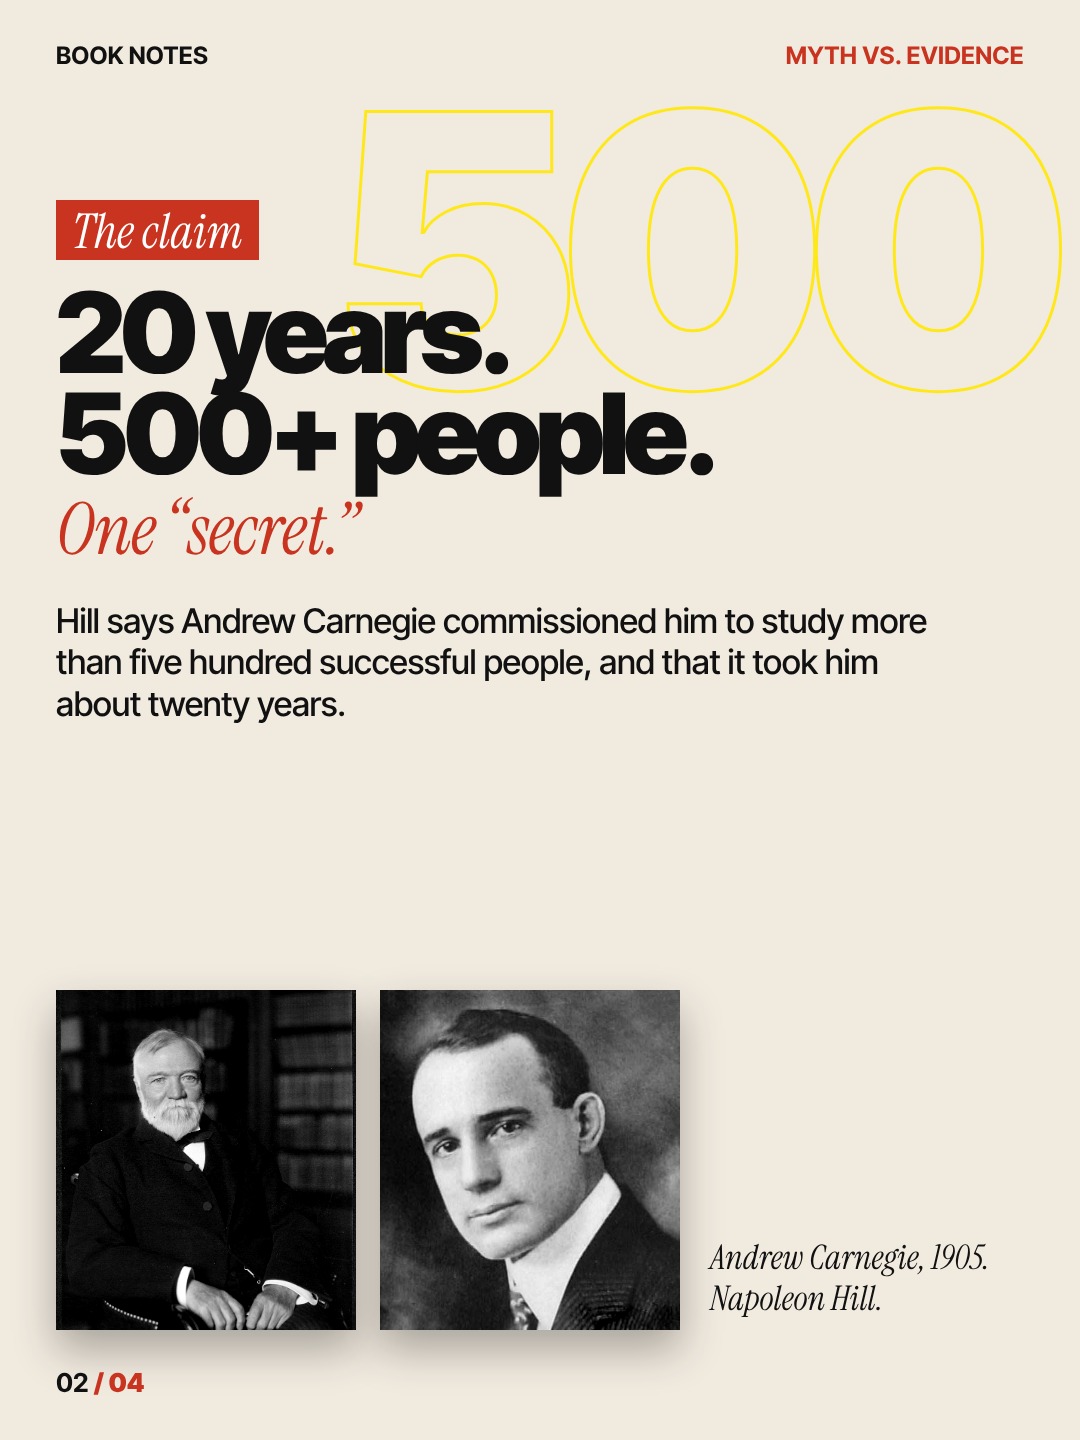 BOOK NOTES
MYTH VS. EVIDENCE
500
The claim
20 years.
500+ people.
One “secret.”
Hill says Andrew Carnegie commissioned him to study more
than five hundred successful people, and that it took him
about twenty years.
Andrew Carnegie, 1905.
Napoleon Hill.
02 / 04